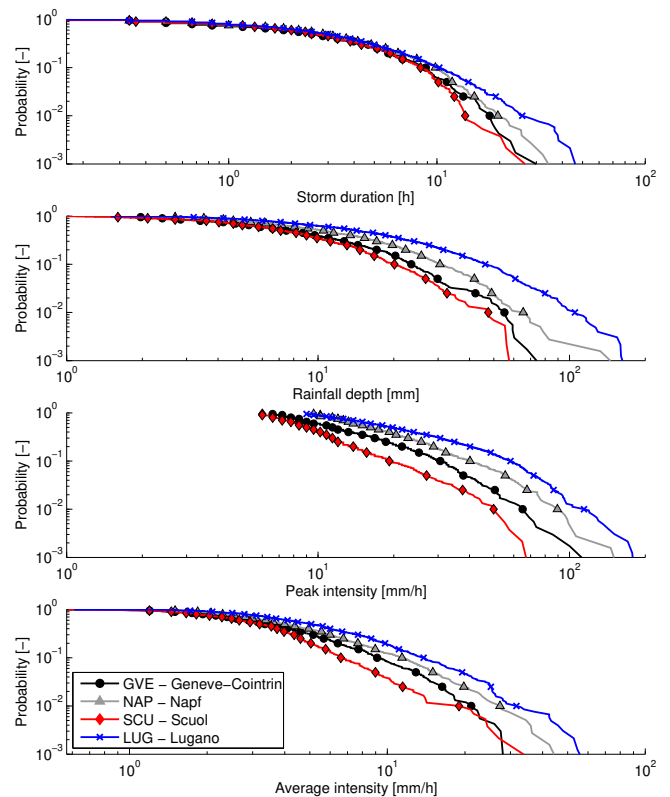 10^0
10^-1
10^-2
10^-3
Probability [−]
10^0 10^1 10^2
Storm duration [h]
10^0
10^-1
10^-2
10^-3
Probability [−]
10^0 10^1 10^2
Rainfall depth [mm]
10^0
10^-1
10^-2
10^-3
Probability [−]
10^0 10^1 10^2
Peak intensity [mm/h]
10^0
10^-1
10^-2
10^-3
Probability [−]
GVE − Geneve−Cointrin
NAP − Napf
SCU − Scuol
LUG − Lugano
10^0 10^1 10^2
Average intensity [mm/h]